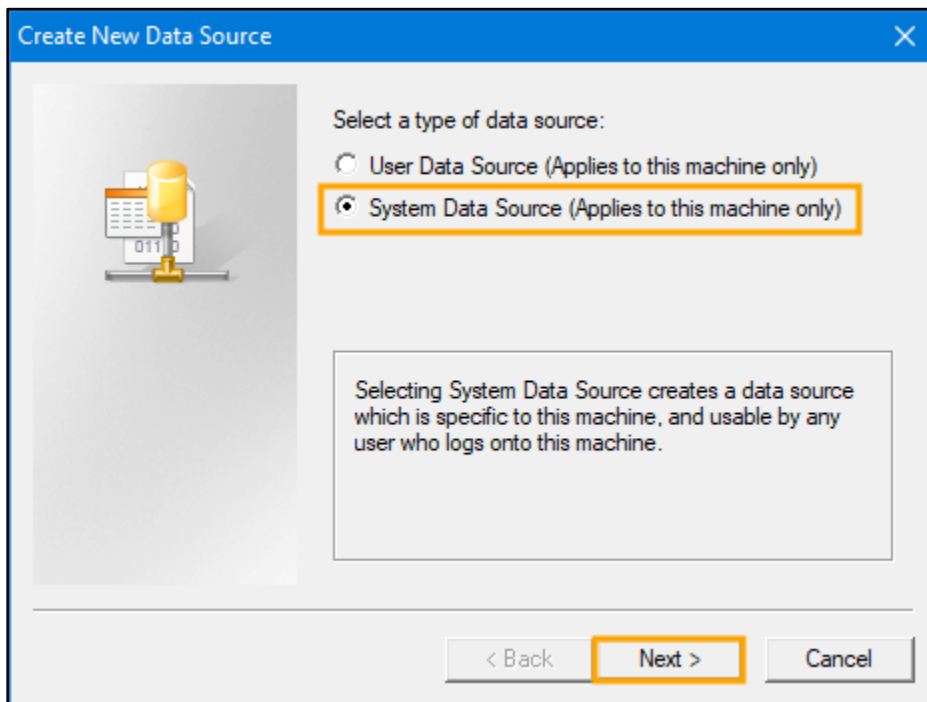 Create New Data Source
Select a type of data source:
User Data Source (Applies to this machine only)
System Data Source (Applies to this machine only)
Selecting System Data Source creates a data source
which is specific to this machine, and usable by any
user who logs onto this machine.
< Back
Next >
Cancel